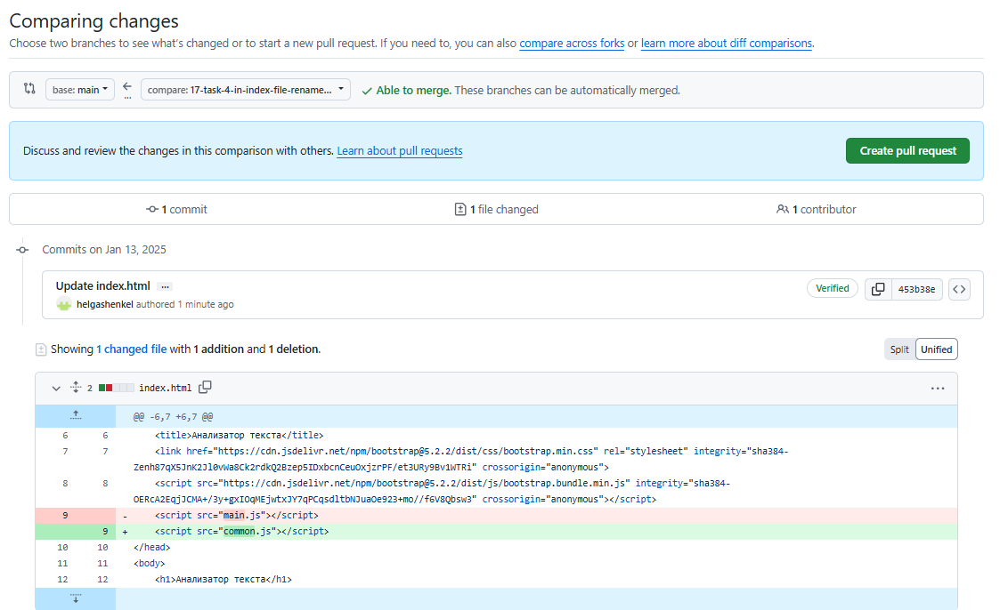 Comparing changes
Choose two branches to see what's changed or to start a new pull request. If you need to, you can also compare across forks or learn more about diff comparisons.
base: main ← compare: 17-task-4-in-index-file-rename... ✓ Able to merge. These branches can be automatically merged.
Discuss and review the changes in this comparison with others. Learn about pull requests Create pull request
1 commit 1 file changed 1 contributor
Commits on Jan 13, 2025
Update index.html ... Verified 453b38e
helgashenkel authored 1 minute ago
Showing 1 changed file with 1 addition and 1 deletion. Split Unified
2 index.html
@@ -6,7 +6,7 @@
6 6 <title>Анализатор текста</title>
7 7 <link href="https://cdn.jsdelivr.net/npm/bootstrap@5.2.2/dist/css/bootstrap.min.css" rel="stylesheet" integrity="sha384-
Zenh87qX5JnK2Jl0vWa8Ck2rdkQ2Bzep5IDxbcnCeuOxjzrPF/et3URy9Bv1WTRi" crossorigin="anonymous">
8 8 <script src="https://cdn.jsdelivr.net/npm/bootstrap@5.2.2/dist/js/bootstrap.bundle.min.js" integrity="sha384-
OERcA2EqjJCMA+/3y+gxIOqMEjwtxJY7qPCqsdltbNJuaOe923+mo//f6V8Qbsw3" crossorigin="anonymous"></script>
9 - <script src="main.js"></script>
9 + <script src="common.js"></script>
10 10 </head>
11 11 <body>
12 12 <h1>Анализатор текста</h1>